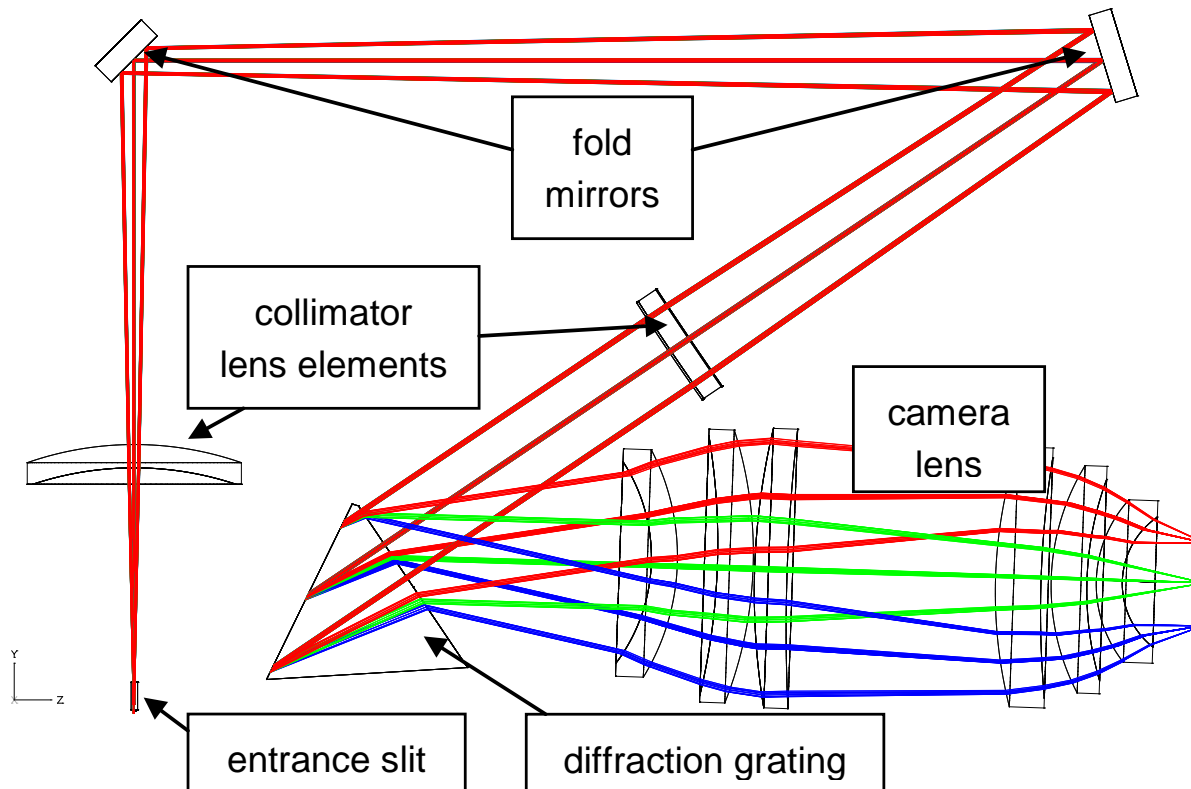 fold
mirrors
collimator
lens elements
camera
lens
Y
Z
entrance slit
diffraction grating